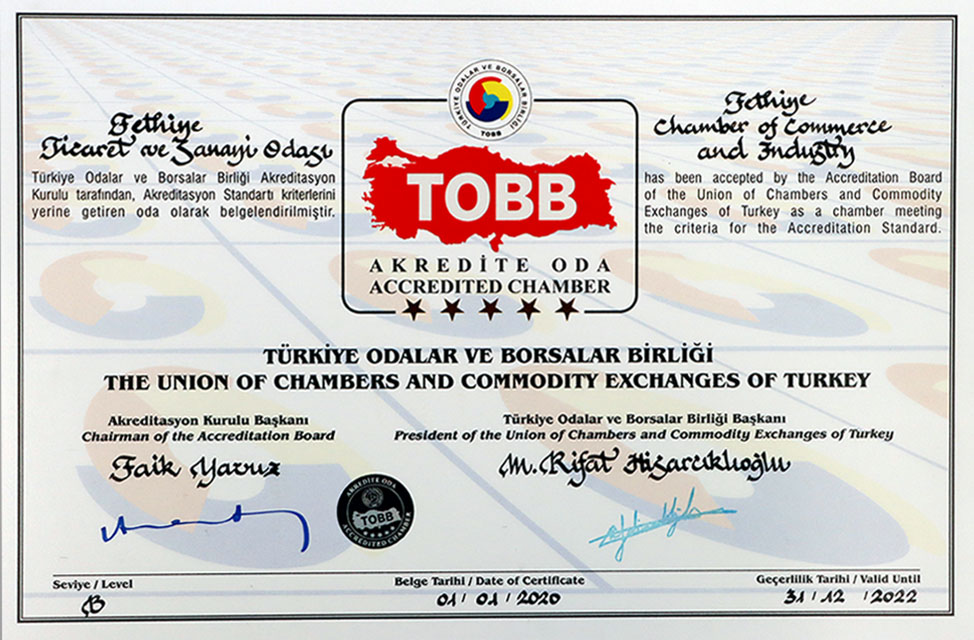 TÜRKİYE ODALAR VE BORSALAR BİRLİĞİ
TOBB
Fethiye
Ticaret ve Sanayi Odası
Türkiye Odalar ve Borsalar Birliği Akreditasyon
Kurulu tarafından, Akreditasyon Standartı kriterlerini
yerine getiren oda olarak belgelendirilmiştir.
TOBB
AKREDİTE ODA
ACCREDITED CHAMBER
Fethiye
Chamber of Commerce
and Industry
has been accepted by the Accreditation Board
of the Union of Chambers and Commodity
Exchanges of Turkey as a chamber meeting
the criteria for the Accreditation Standard.
TÜRKİYE ODALAR VE BORSALAR BİRLİĞİ
THE UNION OF CHAMBERS AND COMMODITY EXCHANGES OF TURKEY
Akreditasyon Kurulu Başkanı
Chairman of the Accreditation Board
Faik Yavuz
Türkiye Odalar ve Borsalar Birliği Başkanı
President of the Union of Chambers and Commodity Exchanges of Turkey
M. Rifat Hisarcıklıoğlu
AKREDİTE ODA
TOBB
ACCREDITED CHAMBER
Seviye / Level
B
Belge Tarihi / Date of Certificate
01 / 01 / 2020
Geçerlilik Tarihi / Valid Until
31 / 12 / 2022